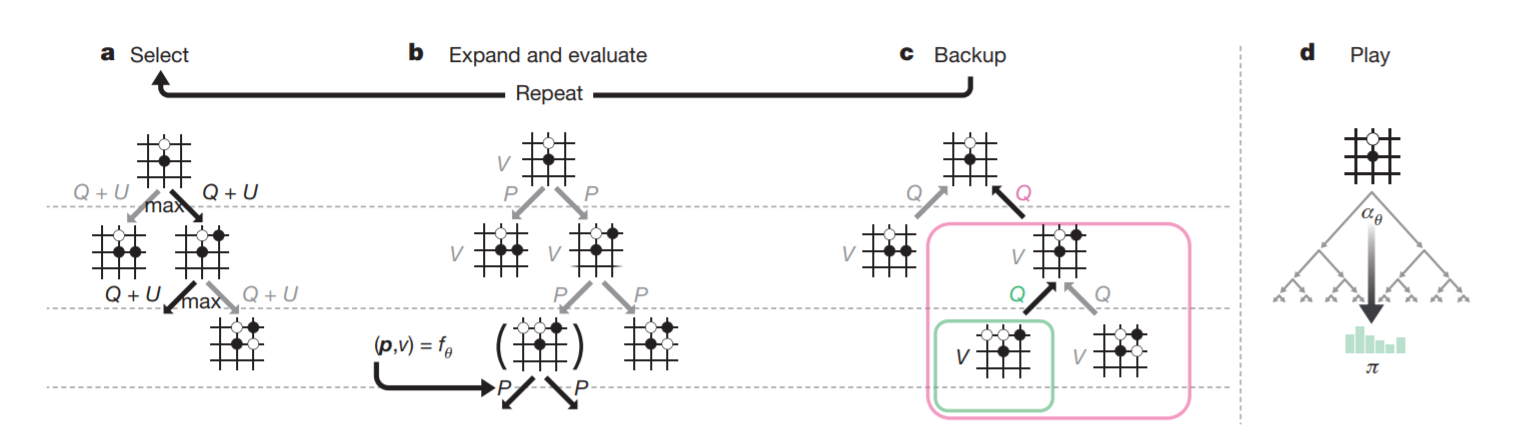 a Select
b Expand and evaluate
c Backup
d Play
Repeat
Q + U
max
Q + U
Q + U
max
Q + U
V
P
P
V
V
P
P
(p,v) = fθ
( )
P
P
Q
Q
V
V
Q
Q
V
V
αθ
π